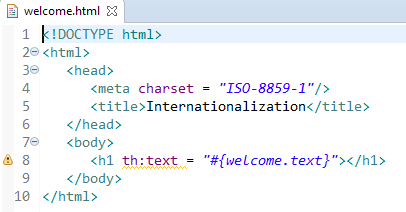 welcome.html
1 <!DOCTYPE html>
2 <html>
3 <head>
4 <meta charset = "ISO-8859-1"/>
5 <title>Internationalization</title>
6 </head>
7 <body>
8 <h1 th:text = "#{welcome.text}"></h1>
9 </body>
10 </html>